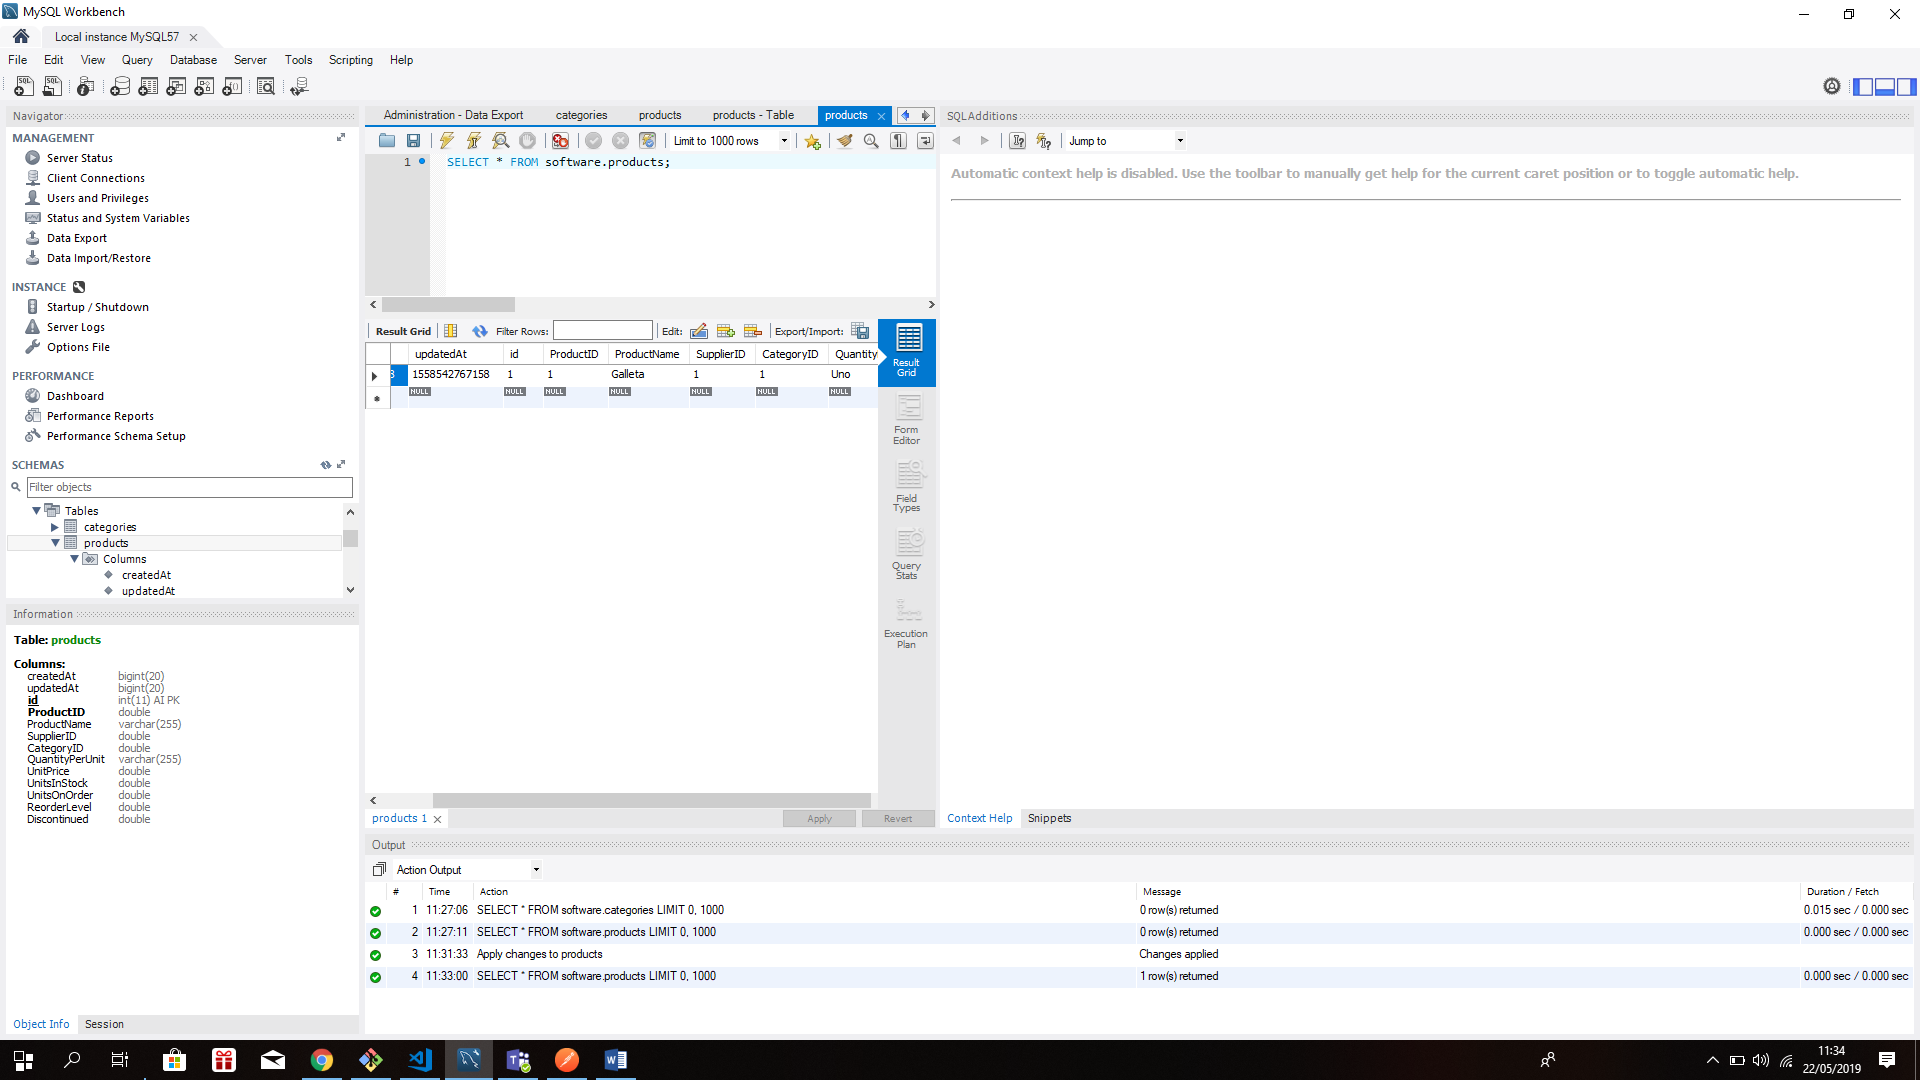 MySQL Workbench
Local instance MySQL57
File Edit View Query Database Server Tools Scripting Help
Navigator
MANAGEMENT
Server Status
Client Connections
Users and Privileges
Status and System Variables
Data Export
Data Import/Restore
INSTANCE
Startup / Shutdown
Server Logs
Options File
PERFORMANCE
Dashboard
Performance Reports
Performance Schema Setup
SCHEMAS
Filter objects
Tables
categories
products
Columns
createdAt
updatedAt
Information
Table: products
Columns:
createdAt bigint(20)
updatedAt bigint(20)
id int(11) AI PK
ProductID double
ProductName varchar(255)
SupplierID double
CategoryID double
QuantityPerUnit varchar(255)
UnitPrice double
UnitsInStock double
UnitsOnOrder double
ReorderLevel double
Discontinued double
Object Info Session
Administration - Data Export categories products products - Table products
Limit to 1000 rows
1 SELECT * FROM software.products;
Result Grid Filter Rows: Edit: Export/Import:
updatedAt id ProductID ProductName SupplierID CategoryID Quantity
3 1558542767158 1 1 Galleta 1 1 Uno
NULL NULL NULL NULL NULL NULL NULL
Result Grid
Form Editor
Field Types
Query Stats
Execution Plan
products 1 Apply Revert
SQLAdditions
Jump to
Automatic context help is disabled. Use the toolbar to manually get help for the current caret position or to toggle automatic help.
Context Help Snippets
Output
Action Output
# Time Action Message Duration / Fetch
1 11:27:06 SELECT * FROM software.categories LIMIT 0, 1000 0 row(s) returned 0.015 sec / 0.000 sec
2 11:27:11 SELECT * FROM software.products LIMIT 0, 1000 0 row(s) returned 0.000 sec / 0.000 sec
3 11:31:33 Apply changes to products Changes applied
4 11:33:00 SELECT * FROM software.products LIMIT 0, 1000 1 row(s) returned 0.000 sec / 0.000 sec
11:34
22/05/2019